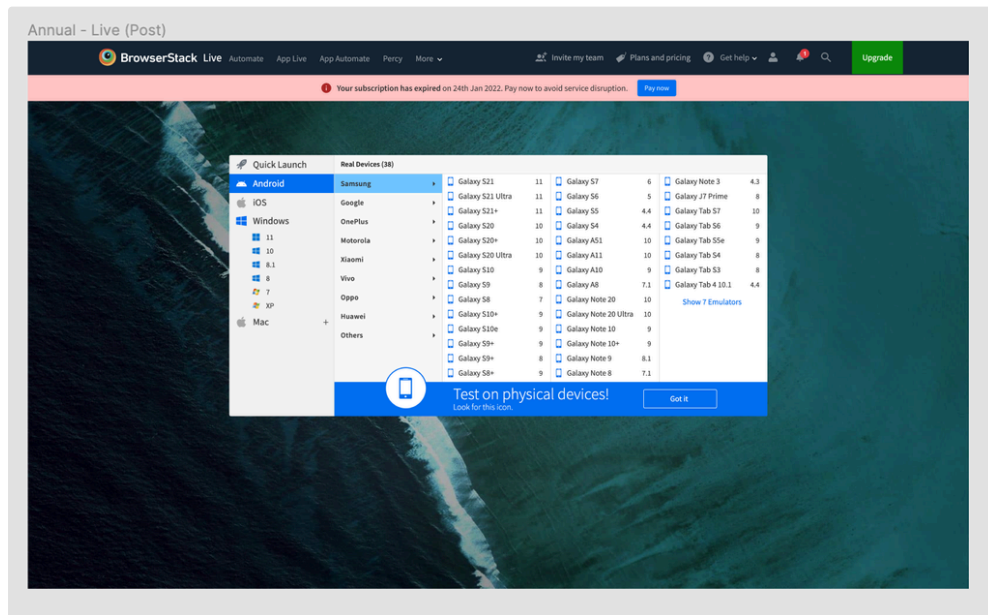 Annual - Live (Post)
BrowserStack Live Automate App Live App Automate Percy More Invite my team Plans and pricing ? Get help Upgrade
Your subscription has expired on 24th Jan 2022. Pay now to avoid service disruption. Pay now
Quick Launch
Android
iOS
Windows
11
10
8.1
8
7
XP
Mac +
Real Devices (38)
Samsung
Google
OnePlus
Motorola
Xiaomi
Vivo
Oppo
Huawei
Others
Galaxy S21 11
Galaxy S21 Ultra 11
Galaxy S21+ 11
Galaxy S20 10
Galaxy S20+ 10
Galaxy S20 Ultra 10
Galaxy S10 9
Galaxy S9 8
Galaxy S8 7
Galaxy S10+ 9
Galaxy S10e 9
Galaxy S9+ 9
Galaxy S9+ 8
Galaxy S8+ 9
Galaxy S7 6
Galaxy S6 5
Galaxy S5 4.4
Galaxy S4 4.4
Galaxy A51 10
Galaxy A11 10
Galaxy A10 9
Galaxy A8 7.1
Galaxy Note 20 10
Galaxy Note 20 Ultra 10
Galaxy Note 10 9
Galaxy Note 10+ 9
Galaxy Note 9 8.1
Galaxy Note 8 7.1
Galaxy Note 3 4.3
Galaxy J7 Prime 8
Galaxy Tab S7 10
Galaxy Tab S6 9
Galaxy Tab S5e 9
Galaxy Tab S4 8
Galaxy Tab S3 8
Galaxy Tab 4 10.1 4.4
Show 7 Emulators
Test on physical devices!
Look for this icon.
Got it